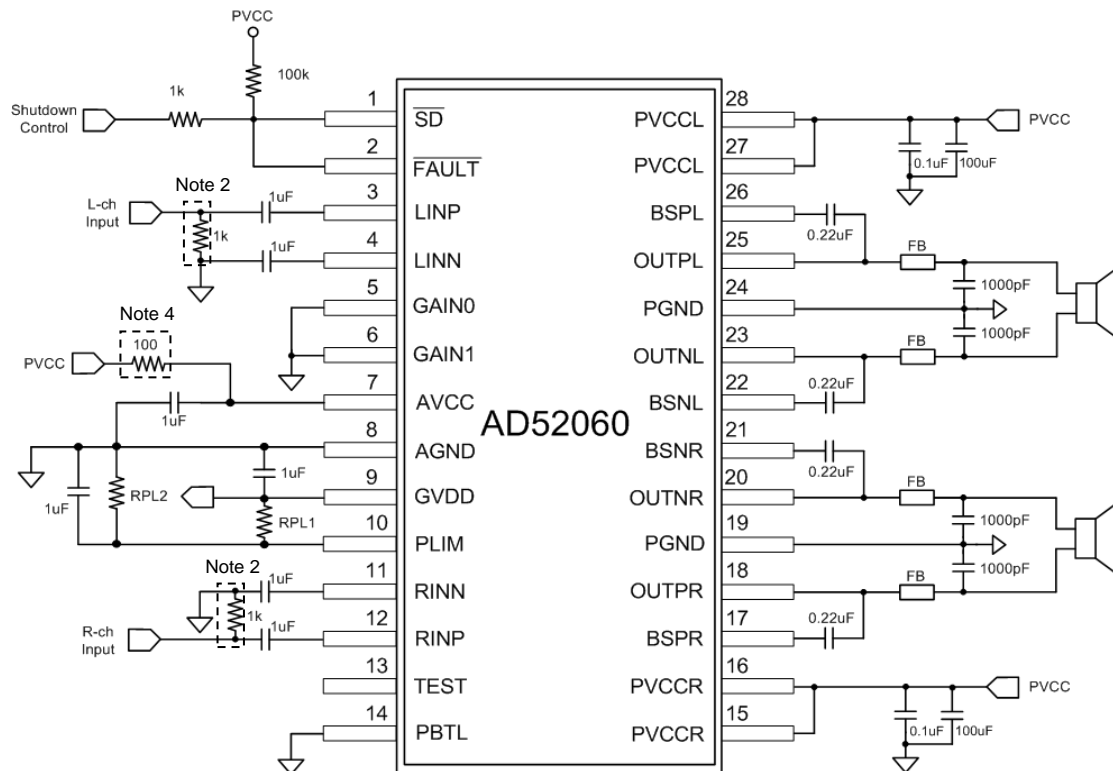 PVCC
100k
1k
Shutdown
Control
1
SD
2
FAULT
Note 2
L-ch
Input
1uF
3
LINP
1k
1uF
4
LINN
5
GAIN0
6
GAIN1
Note 4
100
PVCC
1uF
7
AVCC
8
AGND
1uF
9
GVDD
1uF
RPL2
RPL1
10
PLIM
Note 2
1uF
11
RINN
1k
R-ch
Input
1uF
12
RINP
13
TEST
14
PBTL
AD52060
28
PVCCL
27
PVCCL
PVCC
0.1uF
100uF
26
BSPL
0.22uF
25
OUTPL
FB
1000pF
24
PGND
1000pF
23
OUTNL
FB
22
BSNL
0.22uF
21
BSNR
0.22uF
20
OUTNR
FB
1000pF
19
PGND
1000pF
18
OUTPR
FB
17
BSPR
0.22uF
16
PVCCR
15
PVCCR
PVCC
0.1uF
100uF